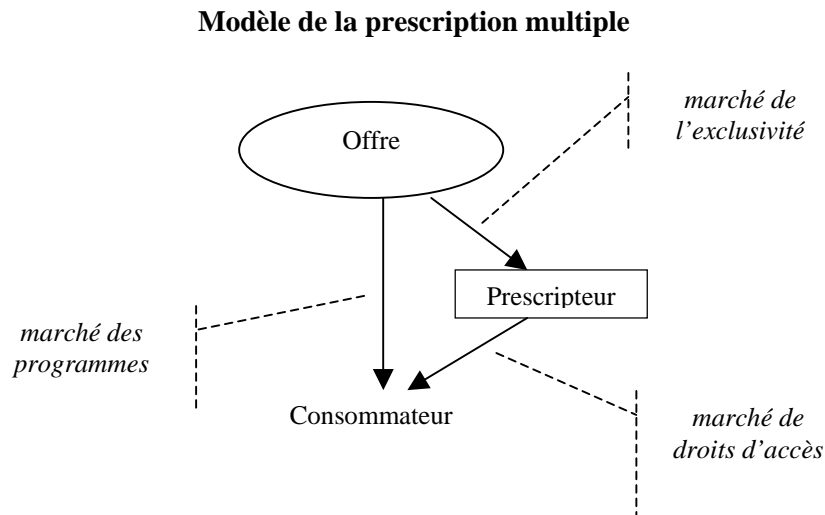 Modèle de la prescription multiple
marché de
l'exclusivité
Offre
Prescripteur
marché des
programmes
Consommateur
marché de
droits d'accès